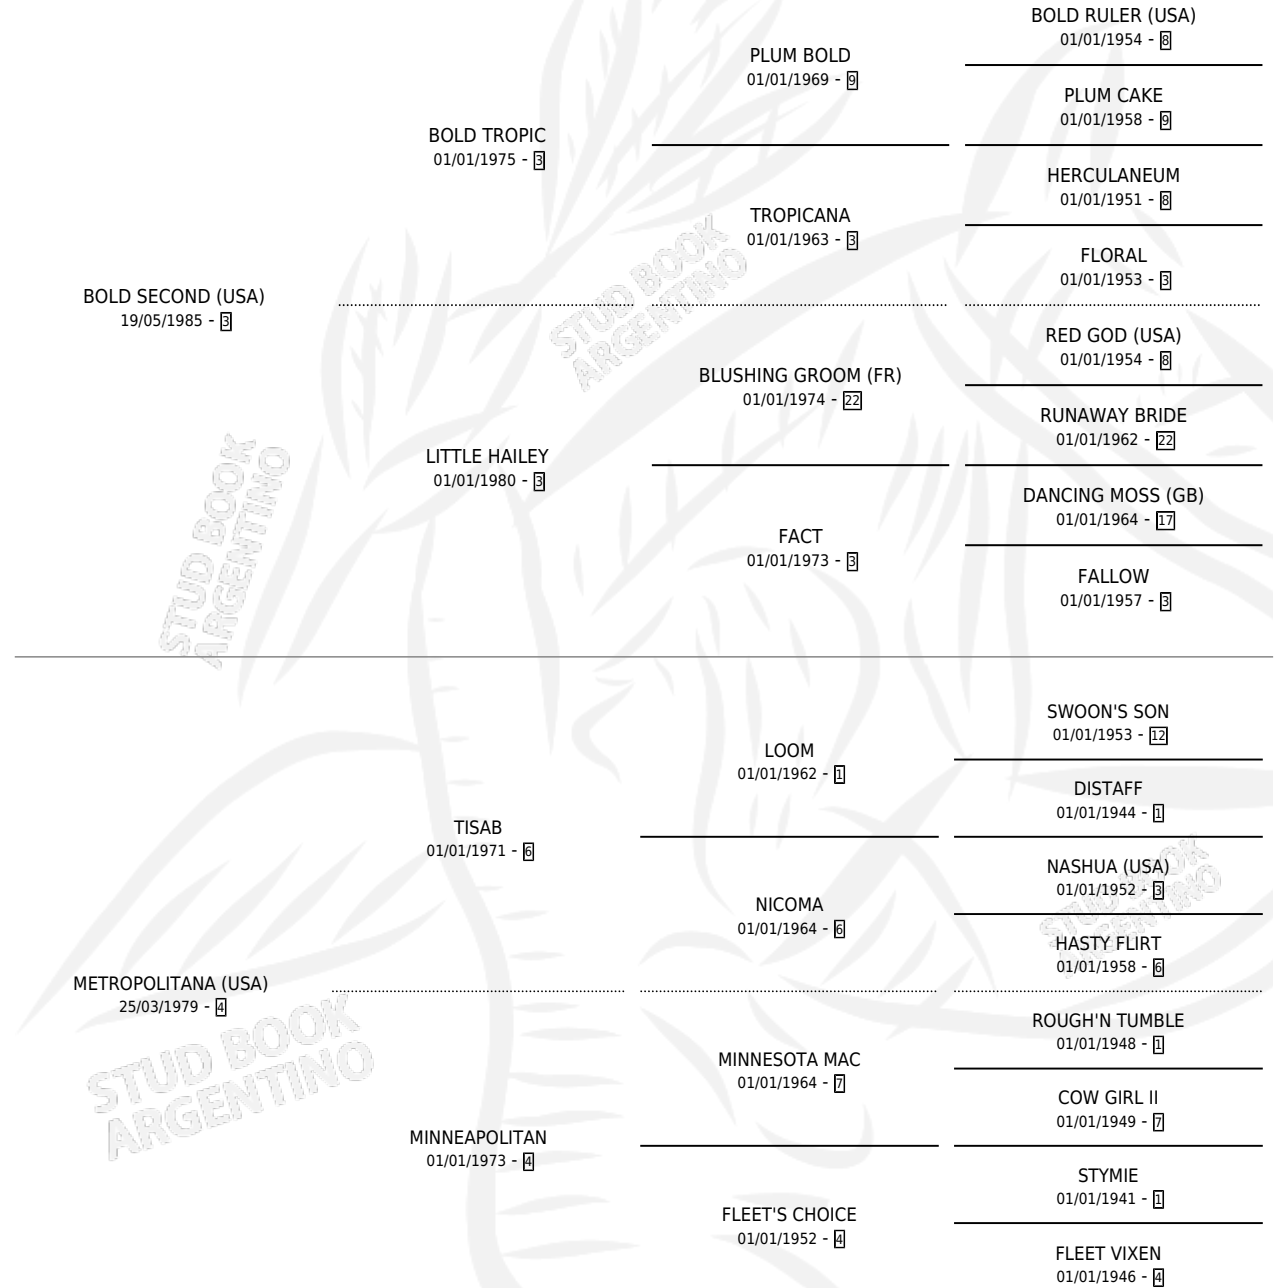 BOLD RULER (USA)
01/01/1954 - 8
PLUM BOLD
01/01/1969 - 9
PLUM CAKE
01/01/1958 - 9
BOLD TROPIC
01/01/1975 - 3
HERCULANEUM
01/01/1951 - 8
TROPICANA
01/01/1963 - 3
FLORAL
01/01/1953 - 3
BOLD SECOND (USA)
19/05/1985 - 3
RED GOD (USA)
01/01/1954 - 8
BLUSHING GROOM (FR)
01/01/1974 - 22
RUNAWAY BRIDE
01/01/1962 - 22
LITTLE HAILEY
01/01/1980 - 3
DANCING MOSS (GB)
01/01/1964 - 17
FACT
01/01/1973 - 3
FALLOW
01/01/1957 - 3
SWOON'S SON
01/01/1953 - 12
LOOM
01/01/1962 - 1
DISTAFF
01/01/1944 - 1
TISAB
01/01/1971 - 6
NASHUA (USA)
01/01/1952 - 3
NICOMA
01/01/1964 - 6
HASTY FLIRT
01/01/1958 - 6
METROPOLITANA (USA)
25/03/1979 - 4
ROUGH'N TUMBLE
01/01/1948 - 1
MINNESOTA MAC
01/01/1964 - 7
COW GIRL II
01/01/1949 - 7
MINNEAPOLITAN
01/01/1973 - 4
STYMIE
01/01/1941 - 1
FLEET'S CHOICE
01/01/1952 - 4
FLEET VIXEN
01/01/1946 - 4
STUD BOOK
ARGENTINO
STUD BOOK
ARGENTINO
STUD BOOK
ARGENTINO
STUD BOOK
ARGENTINO